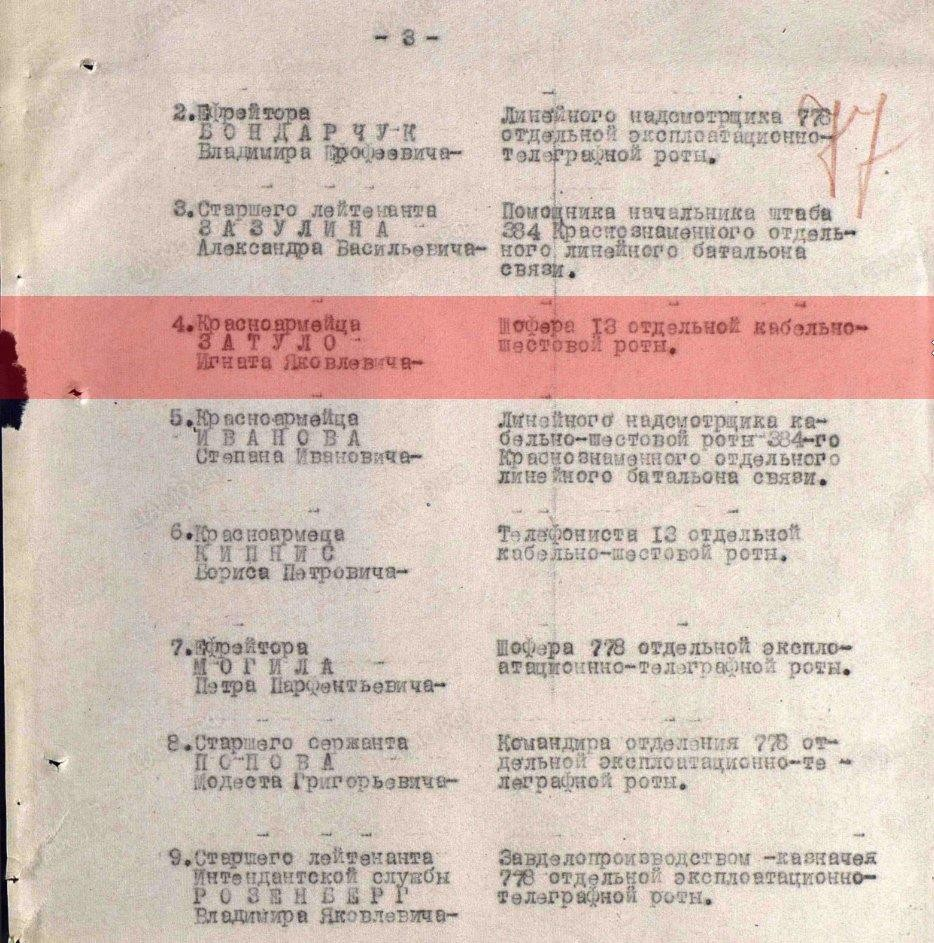 - 3 -
77
2.Ефрейтора
БОНДАРЧУК
Владимира Ерофеевича-
Линейного надсмотрщика 778
отдельной эксплоатационно-
телеграфной роты.
3.Старшего лейтенанта
ЗАЗУЛИНА
Александра Васильевича-
Помощника начальника штаба
384 Краснознаменного отдель-
ного линейного батальона
связи.
4.Красноармейца
ЗАТУЛО
Игната Яковлевича-
Шофера 13 отдельной кабельно-
шестовой роты.
5.Красноармейца
ИВАНОВА
Степана Ивановича-
Линейного надсмотрщика ка-
бельно-шестовой роты 384-го
Краснознаменного отдельного
линейного батальона связи.
6.Красноармеца
КИПНИС
Бориса Петровича-
Телефониста 13 отдельной
кабельно-шестовой роты.
7.Ефрейтора
МОГИЛА
Петра Парфентьевича-
Шофера 778 отдельной экспло-
атационнно-телеграфной роты.
8.Старшего сержанта
ПОПОВА
Модеста Григорьевича-
Командира отделения 778 от-
дельной эксплоатационно-те -
леграфной роты.
9.Старшего лейтенанта
Интендантской службы
РОЗЕНБЕРГ
Владимира Яковлевича-
Завделопроизводством -казначея
778 отдельной эксплоатационно-
телеграфной роты.